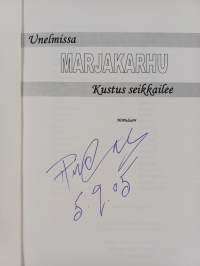 Unelmissa
MARJAKARHU
Kustus seikkailee
5.9.05